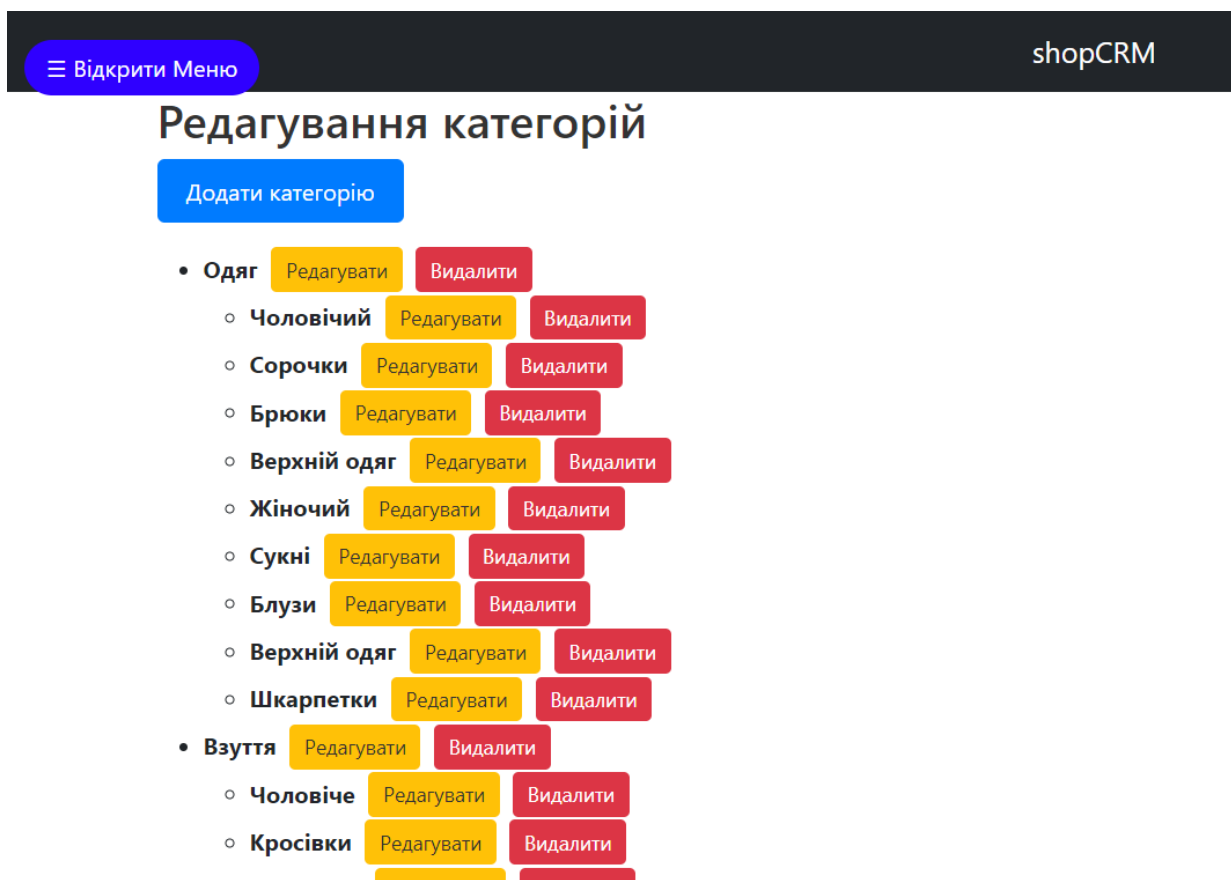 ☰ Відкрити Меню
shopCRM
Редагування категорій
Додати категорію
Одяг Редагувати Видалити
Чоловічий Редагувати Видалити
Сорочки Редагувати Видалити
Брюки Редагувати Видалити
Верхній одяг Редагувати Видалити
Жіночий Редагувати Видалити
Сукні Редагувати Видалити
Блузи Редагувати Видалити
Верхній одяг Редагувати Видалити
Шкарпетки Редагувати Видалити
Взуття Редагувати Видалити
Чоловіче Редагувати Видалити
Кросівки Редагувати Видалити